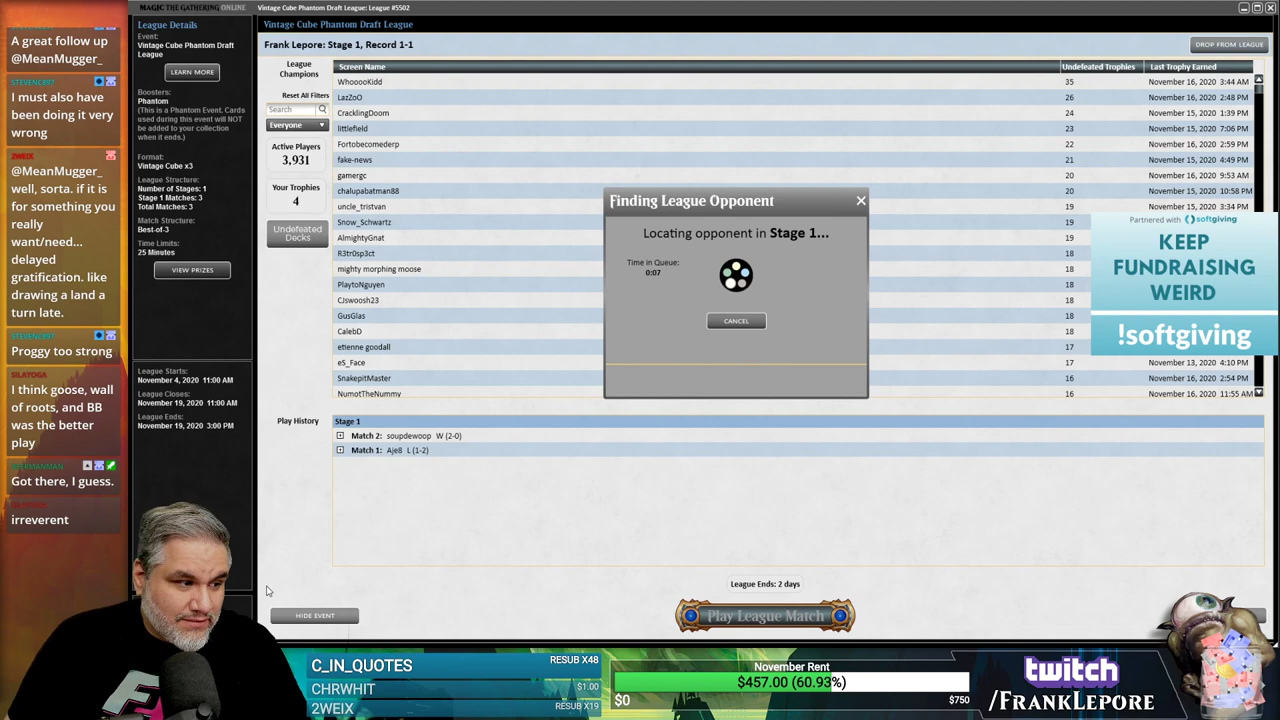 MAGIC THE GATHERING ONLINE
Vintage Cube Phantom Draft League: League #5502
A great follow up
@MeanMugger_
I must also have
been doing it very
wrong
2WEIX
@MeanMugger_
well, sorta. if it is
for something you
really
want/need...
delayed
gratification. like
drawing a land a
turn late.
Proggy too strong
SILAYOGA
I think goose, wall
of roots, and BB
was the better
play
Got there, I guess.
irreverent
League Details
Event:
Vintage Cube Phantom Draft
League
LEARN MORE
Boosters:
Phantom
(This is a Phantom Event. Cards
used during this event will NOT
be added to your collection
when it ends.)
Format:
Vintage Cube x3
League Structure:
Number of Stages: 1
Stage 1 Matches: 3
Total Matches: 3
Match Structure:
Best-of-3
Time Limits:
25 Minutes
VIEW PRIZES
League Starts:
November 4, 2020 11:00 AM
League Closes:
November 19, 2020 11:00 AM
League Ends:
November 19, 2020 3:00 PM
Vintage Cube Phantom Draft League
Frank Lepore: Stage 1, Record 1-1
DROP FROM LEAGUE
League
Champions
Reset All Filters
Search
Everyone
Active Players
3,931
Your Trophies
4
Undefeated
Decks
Screen Name Undefeated Trophies Last Trophy Earned
WhooooKidd 35 November 16, 2020 3:44 AM
LazZoO 26 November 16, 2020 2:48 PM
CracklingDoom 24 November 15, 2020 1:39 PM
littlefield 23 November 15, 2020 7:06 PM
Fortobecomederp 22 November 16, 2020 2:59 PM
fake-news 21 November 15, 2020 4:49 PM
gamergc 20 November 16, 2020 9:53 AM
chalupabatman88 20 November 15, 2020 10:58 PM
uncle_tristvan 19 November 15, 2020 3:34 PM
Snow_Schwartz 19
AlmightyGnat 19
R3tr0sp3ct 18
mighty morphing moose 18
PlaytoNguyen 18
CJswoosh23 18
GusGlas 18
CalebD 18
etienne goodall 17
eS_Face 17 November 13, 2020 4:10 PM
SnakepitMaster 16 November 16, 2020 2:54 PM
NumotTheNummy 16 November 16, 2020 11:55 AM
Finding League Opponent
Locating opponent in Stage 1...
Time in Queue:
0:07
CANCEL
Partnered with softgiving
KEEP
FUNDRAISING
WEIRD
!softgiving
Play History
Stage 1
Match 2: soupdewoop W (2-0)
Match 1: Aje8 L (1-2)
League Ends: 2 days
HIDE EVENT
Play League Match
C_IN_QUOTES RESUB X48
CHRWHIT $1.00
2WEIX RESUB X19
November Rent
$457.00 (60.93%)
$0
$750
twitch
/FRANKLEPORE